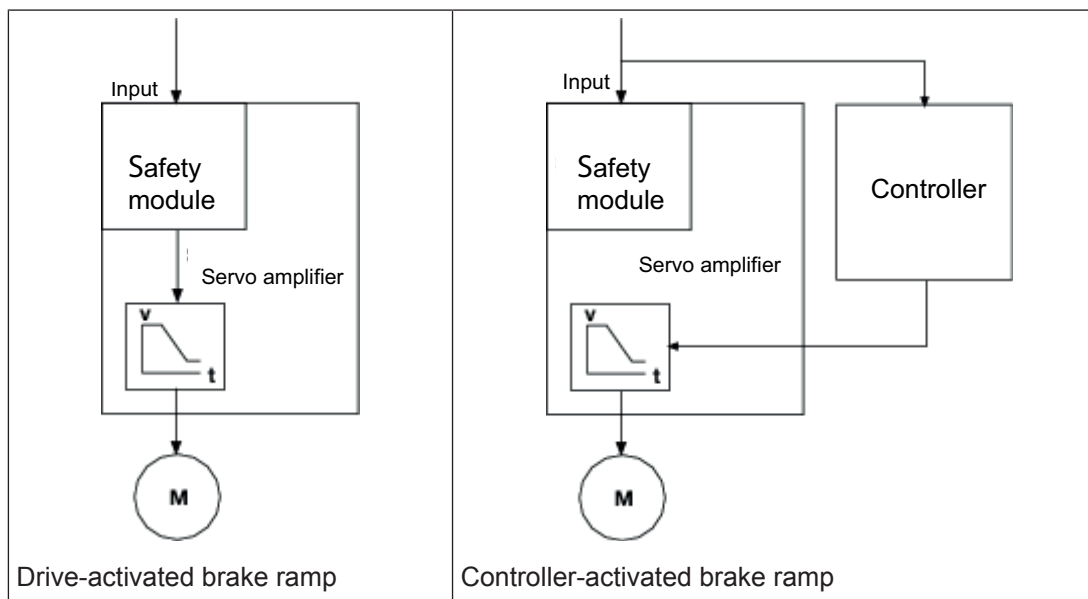 Input
Safety
module
Servo amplifier
v
t
M
Drive-activated brake ramp
Input
Safety
module
Controller
Servo amplifier
v
t
M
Controller-activated brake ramp